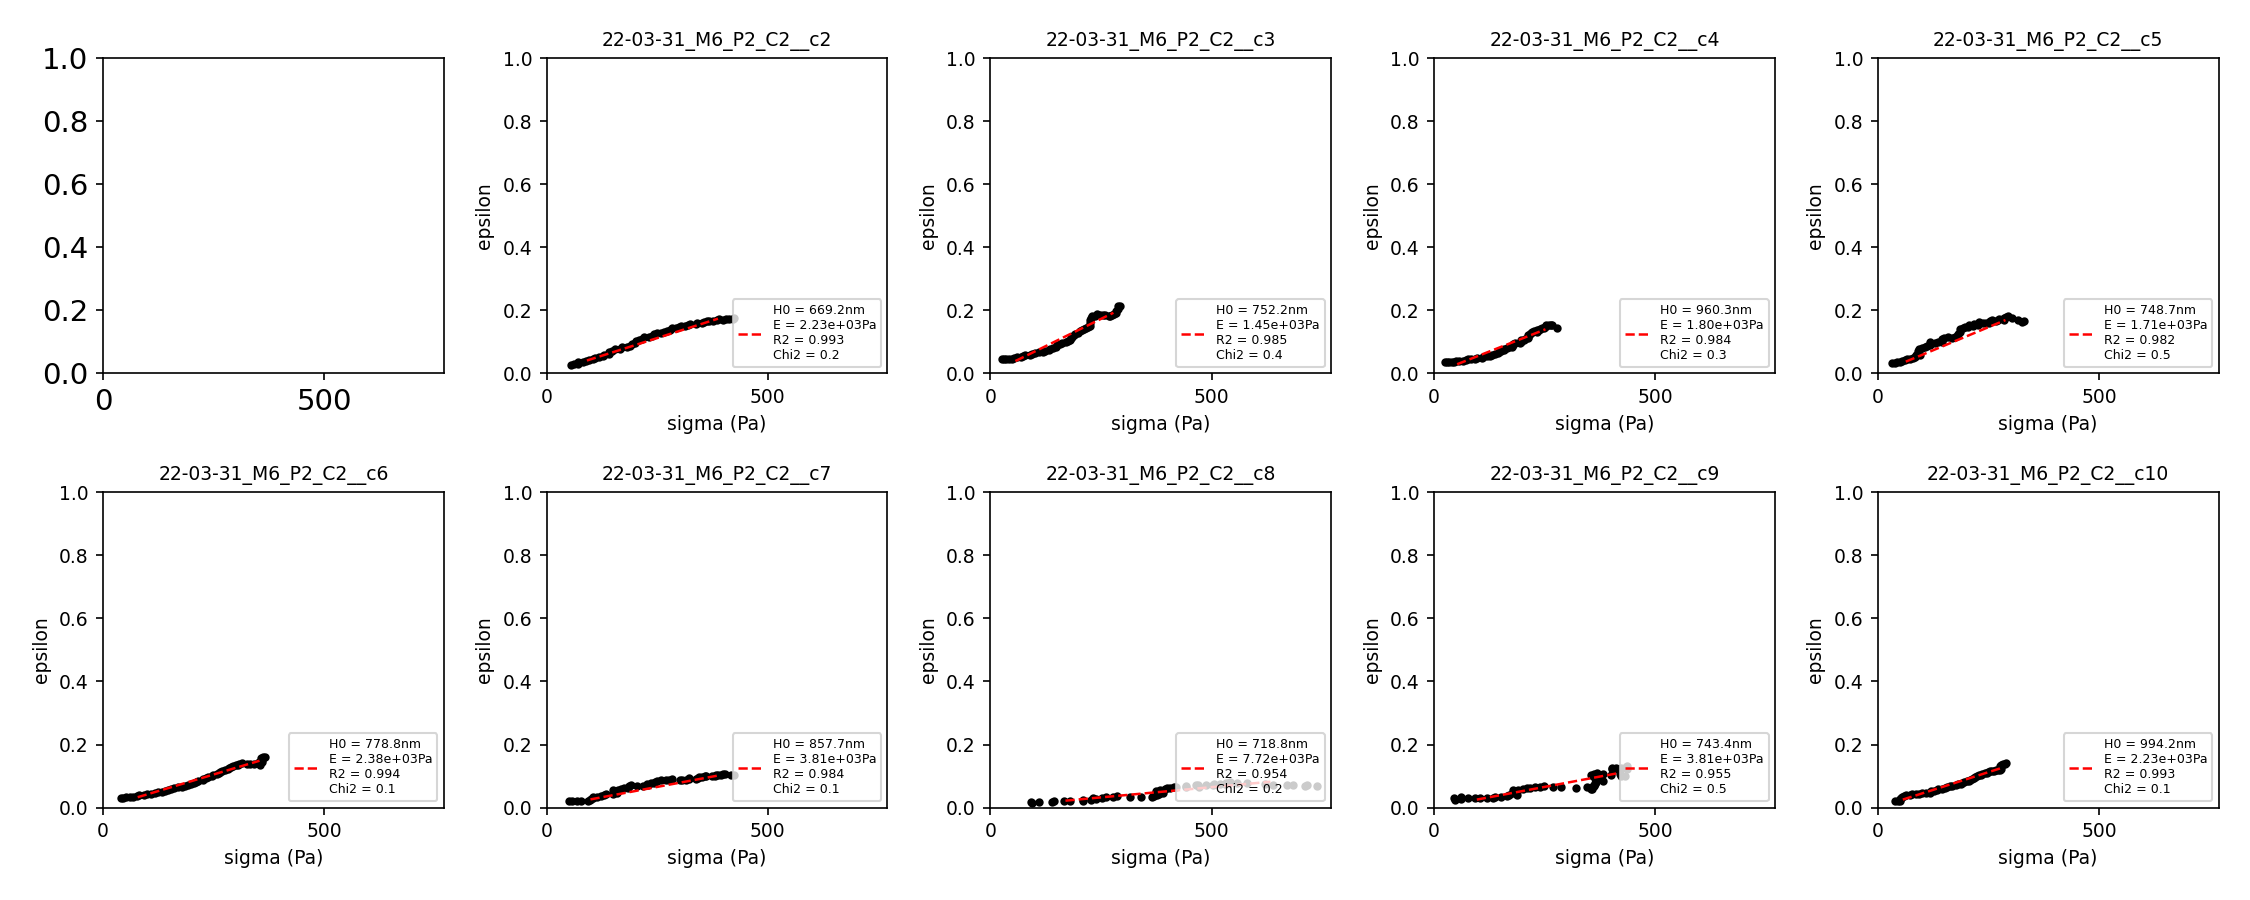 1.0
0.8
0.6
0.4
0.2
0.0
0
500
22-03-31_M6_P2_C2__c2
epsilon
1.0
0.8
0.6
0.4
0.2
0.0
H0 = 669.2nm
E = 2.23e+03Pa
R2 = 0.993
Chi2 = 0.2
0
500
sigma (Pa)
22-03-31_M6_P2_C2__c3
epsilon
1.0
0.8
0.6
0.4
0.2
0.0
H0 = 752.2nm
E = 1.45e+03Pa
R2 = 0.985
Chi2 = 0.4
0
500
sigma (Pa)
22-03-31_M6_P2_C2__c4
epsilon
1.0
0.8
0.6
0.4
0.2
0.0
H0 = 960.3nm
E = 1.80e+03Pa
R2 = 0.984
Chi2 = 0.3
0
500
sigma (Pa)
22-03-31_M6_P2_C2__c5
epsilon
1.0
0.8
0.6
0.4
0.2
0.0
H0 = 748.7nm
E = 1.71e+03Pa
R2 = 0.982
Chi2 = 0.5
0
500
sigma (Pa)
22-03-31_M6_P2_C2__c6
epsilon
1.0
0.8
0.6
0.4
0.2
0.0
H0 = 778.8nm
E = 2.38e+03Pa
R2 = 0.994
Chi2 = 0.1
0
500
sigma (Pa)
22-03-31_M6_P2_C2__c7
epsilon
1.0
0.8
0.6
0.4
0.2
0.0
H0 = 857.7nm
E = 3.81e+03Pa
R2 = 0.984
Chi2 = 0.1
0
500
sigma (Pa)
22-03-31_M6_P2_C2__c8
epsilon
1.0
0.8
0.6
0.4
0.2
0.0
H0 = 718.8nm
E = 7.72e+03Pa
R2 = 0.954
Chi2 = 0.2
0
500
sigma (Pa)
22-03-31_M6_P2_C2__c9
epsilon
1.0
0.8
0.6
0.4
0.2
0.0
H0 = 743.4nm
E = 3.81e+03Pa
R2 = 0.955
Chi2 = 0.5
0
500
sigma (Pa)
22-03-31_M6_P2_C2__c10
epsilon
1.0
0.8
0.6
0.4
0.2
0.0
H0 = 994.2nm
E = 2.23e+03Pa
R2 = 0.993
Chi2 = 0.1
0
500
sigma (Pa)